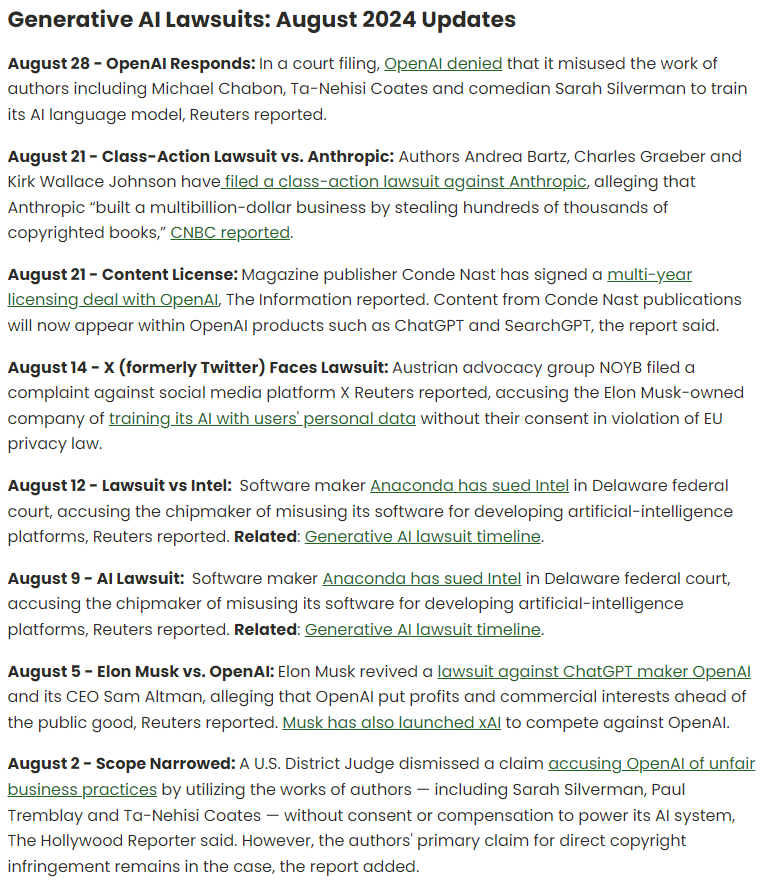 Generative AI Lawsuits: August 2024 Updates
August 28 - OpenAI Responds: In a court filing, OpenAI denied that it misused the work of
authors including Michael Chabon, Ta-Nehisi Coates and comedian Sarah Silverman to train
its AI language model, Reuters reported.
August 21 - Class-Action Lawsuit vs. Anthropic: Authors Andrea Bartz, Charles Graeber and
Kirk Wallace Johnson have filed a class-action lawsuit against Anthropic, alleging that
Anthropic “built a multibillion-dollar business by stealing hundreds of thousands of
copyrighted books,” CNBC reported.
August 21 - Content License: Magazine publisher Conde Nast has signed a multi-year
licensing deal with OpenAI, The Information reported. Content from Conde Nast publications
will now appear within OpenAI products such as ChatGPT and SearchGPT, the report said.
August 14 - X (formerly Twitter) Faces Lawsuit: Austrian advocacy group NOYB filed a
complaint against social media platform X Reuters reported, accusing the Elon Musk-owned
company of training its AI with users' personal data without their consent in violation of EU
privacy law.
August 12 - Lawsuit vs Intel: Software maker Anaconda has sued Intel in Delaware federal
court, accusing the chipmaker of misusing its software for developing artificial-intelligence
platforms, Reuters reported. Related: Generative AI lawsuit timeline.
August 9 - AI Lawsuit: Software maker Anaconda has sued Intel in Delaware federal court,
accusing the chipmaker of misusing its software for developing artificial-intelligence
platforms, Reuters reported. Related: Generative AI lawsuit timeline.
August 5 - Elon Musk vs. OpenAI: Elon Musk revived a lawsuit against ChatGPT maker OpenAI
and its CEO Sam Altman, alleging that OpenAI put profits and commercial interests ahead of
the public good, Reuters reported. Musk has also launched xAI to compete against OpenAI.
August 2 - Scope Narrowed: A U.S. District Judge dismissed a claim accusing OpenAI of unfair
business practices by utilizing the works of authors — including Sarah Silverman, Paul
Tremblay and Ta-Nehisi Coates — without consent or compensation to power its AI system,
The Hollywood Reporter said. However, the authors' primary claim for direct copyright
infringement remains in the case, the report added.